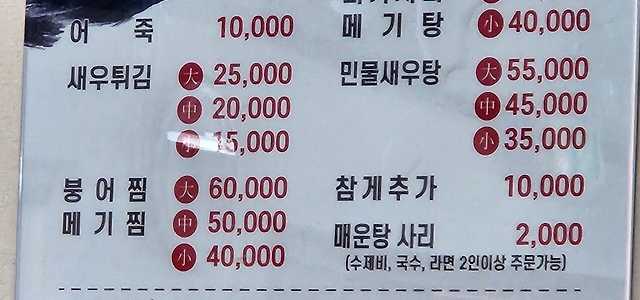 어 죽 10,000
새우튀김 大 25,000
中 20,000
小 15,000
붕어찜 大 60,000
메기찜 中 50,000
小 40,000
메기탕 小 40,000
민물새우탕 大 55,000
中 45,000
小 35,000
참게추가 10,000
매운탕 사리 2,000
(수제비, 국수, 라면 2인이상 주문가능)